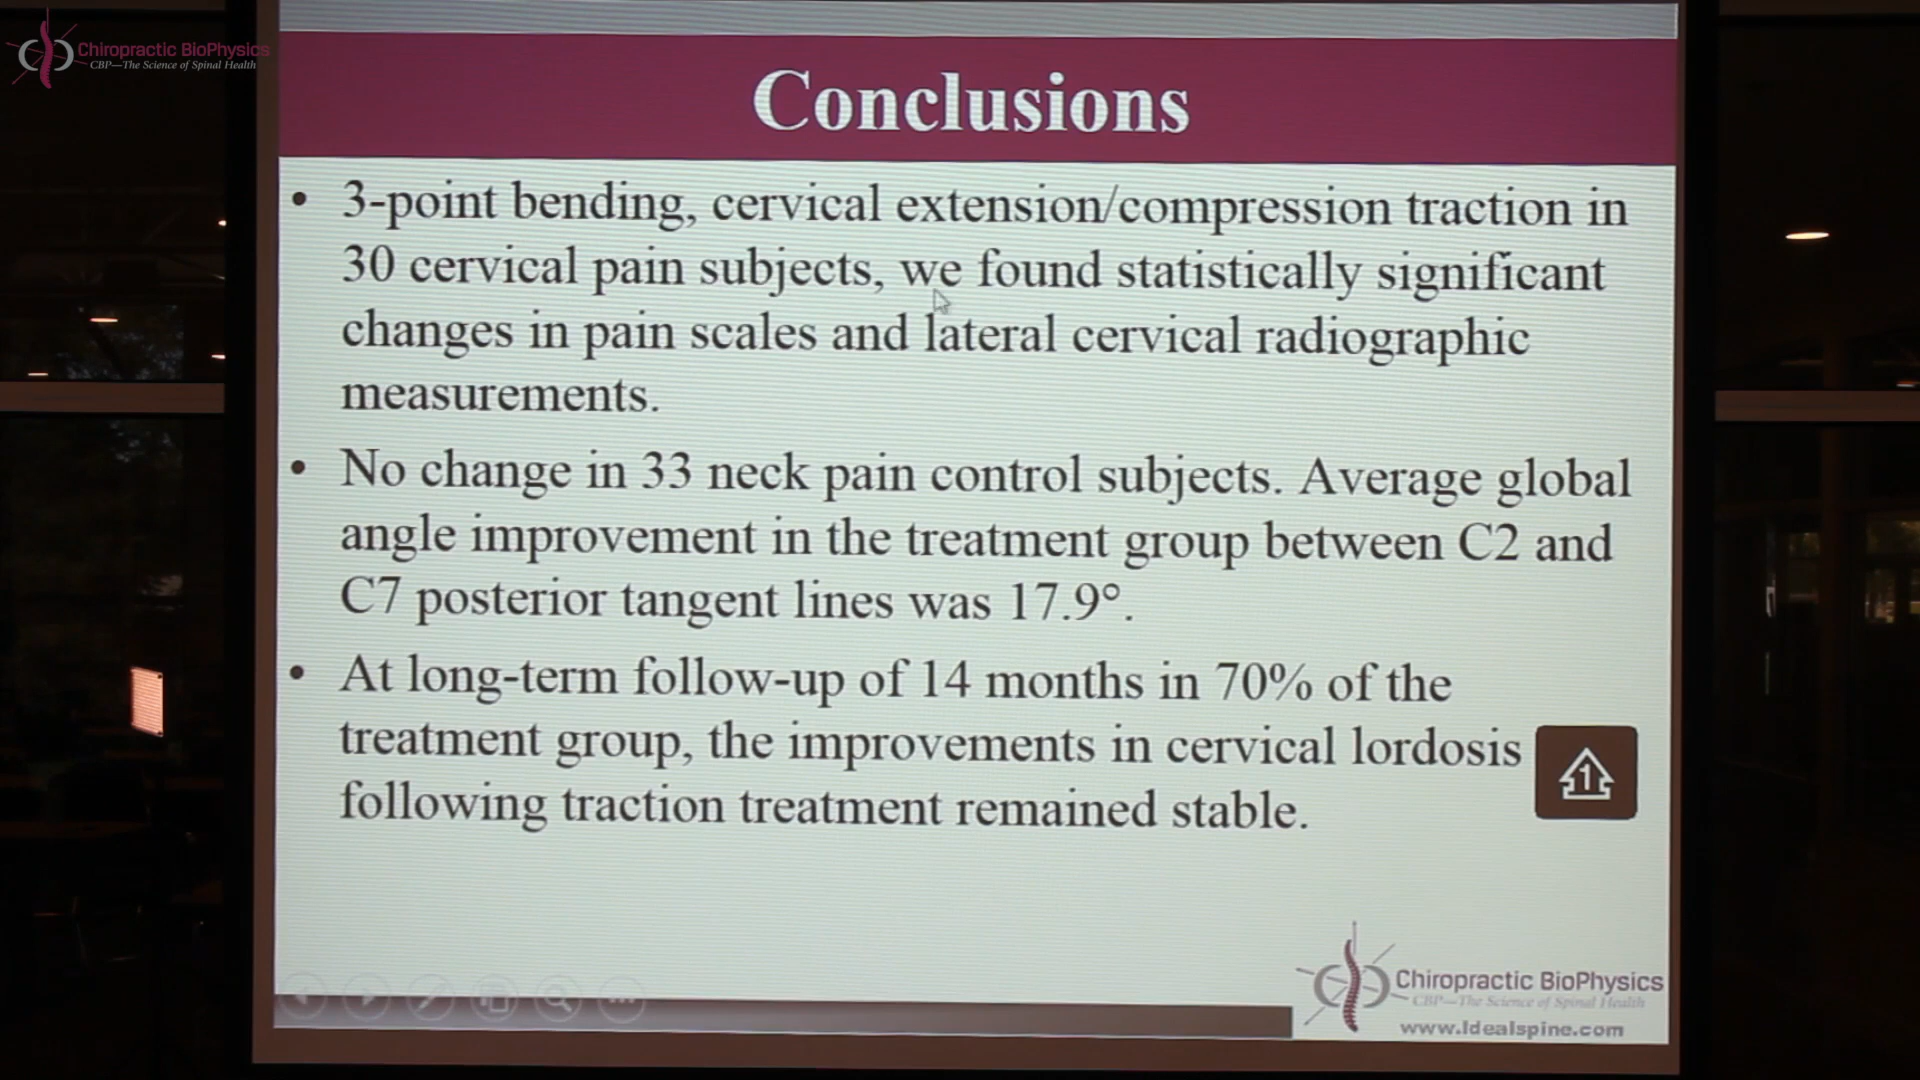 Chiropractic BioPhysics
CBP—The Science of Spinal Health
Conclusions
• 3-point bending, cervical extension/compression traction in
30 cervical pain subjects, we found statistically significant
changes in pain scales and lateral cervical radiographic
measurements.
• No change in 33 neck pain control subjects. Average global
angle improvement in the treatment group between C2 and
C7 posterior tangent lines was 17.9°.
• At long-term follow-up of 14 months in 70% of the
treatment group, the improvements in cervical lordosis
following traction treatment remained stable.
1
Chiropractic BioPhysics
CBP—The Science of Spinal Health
www.Idealspine.com